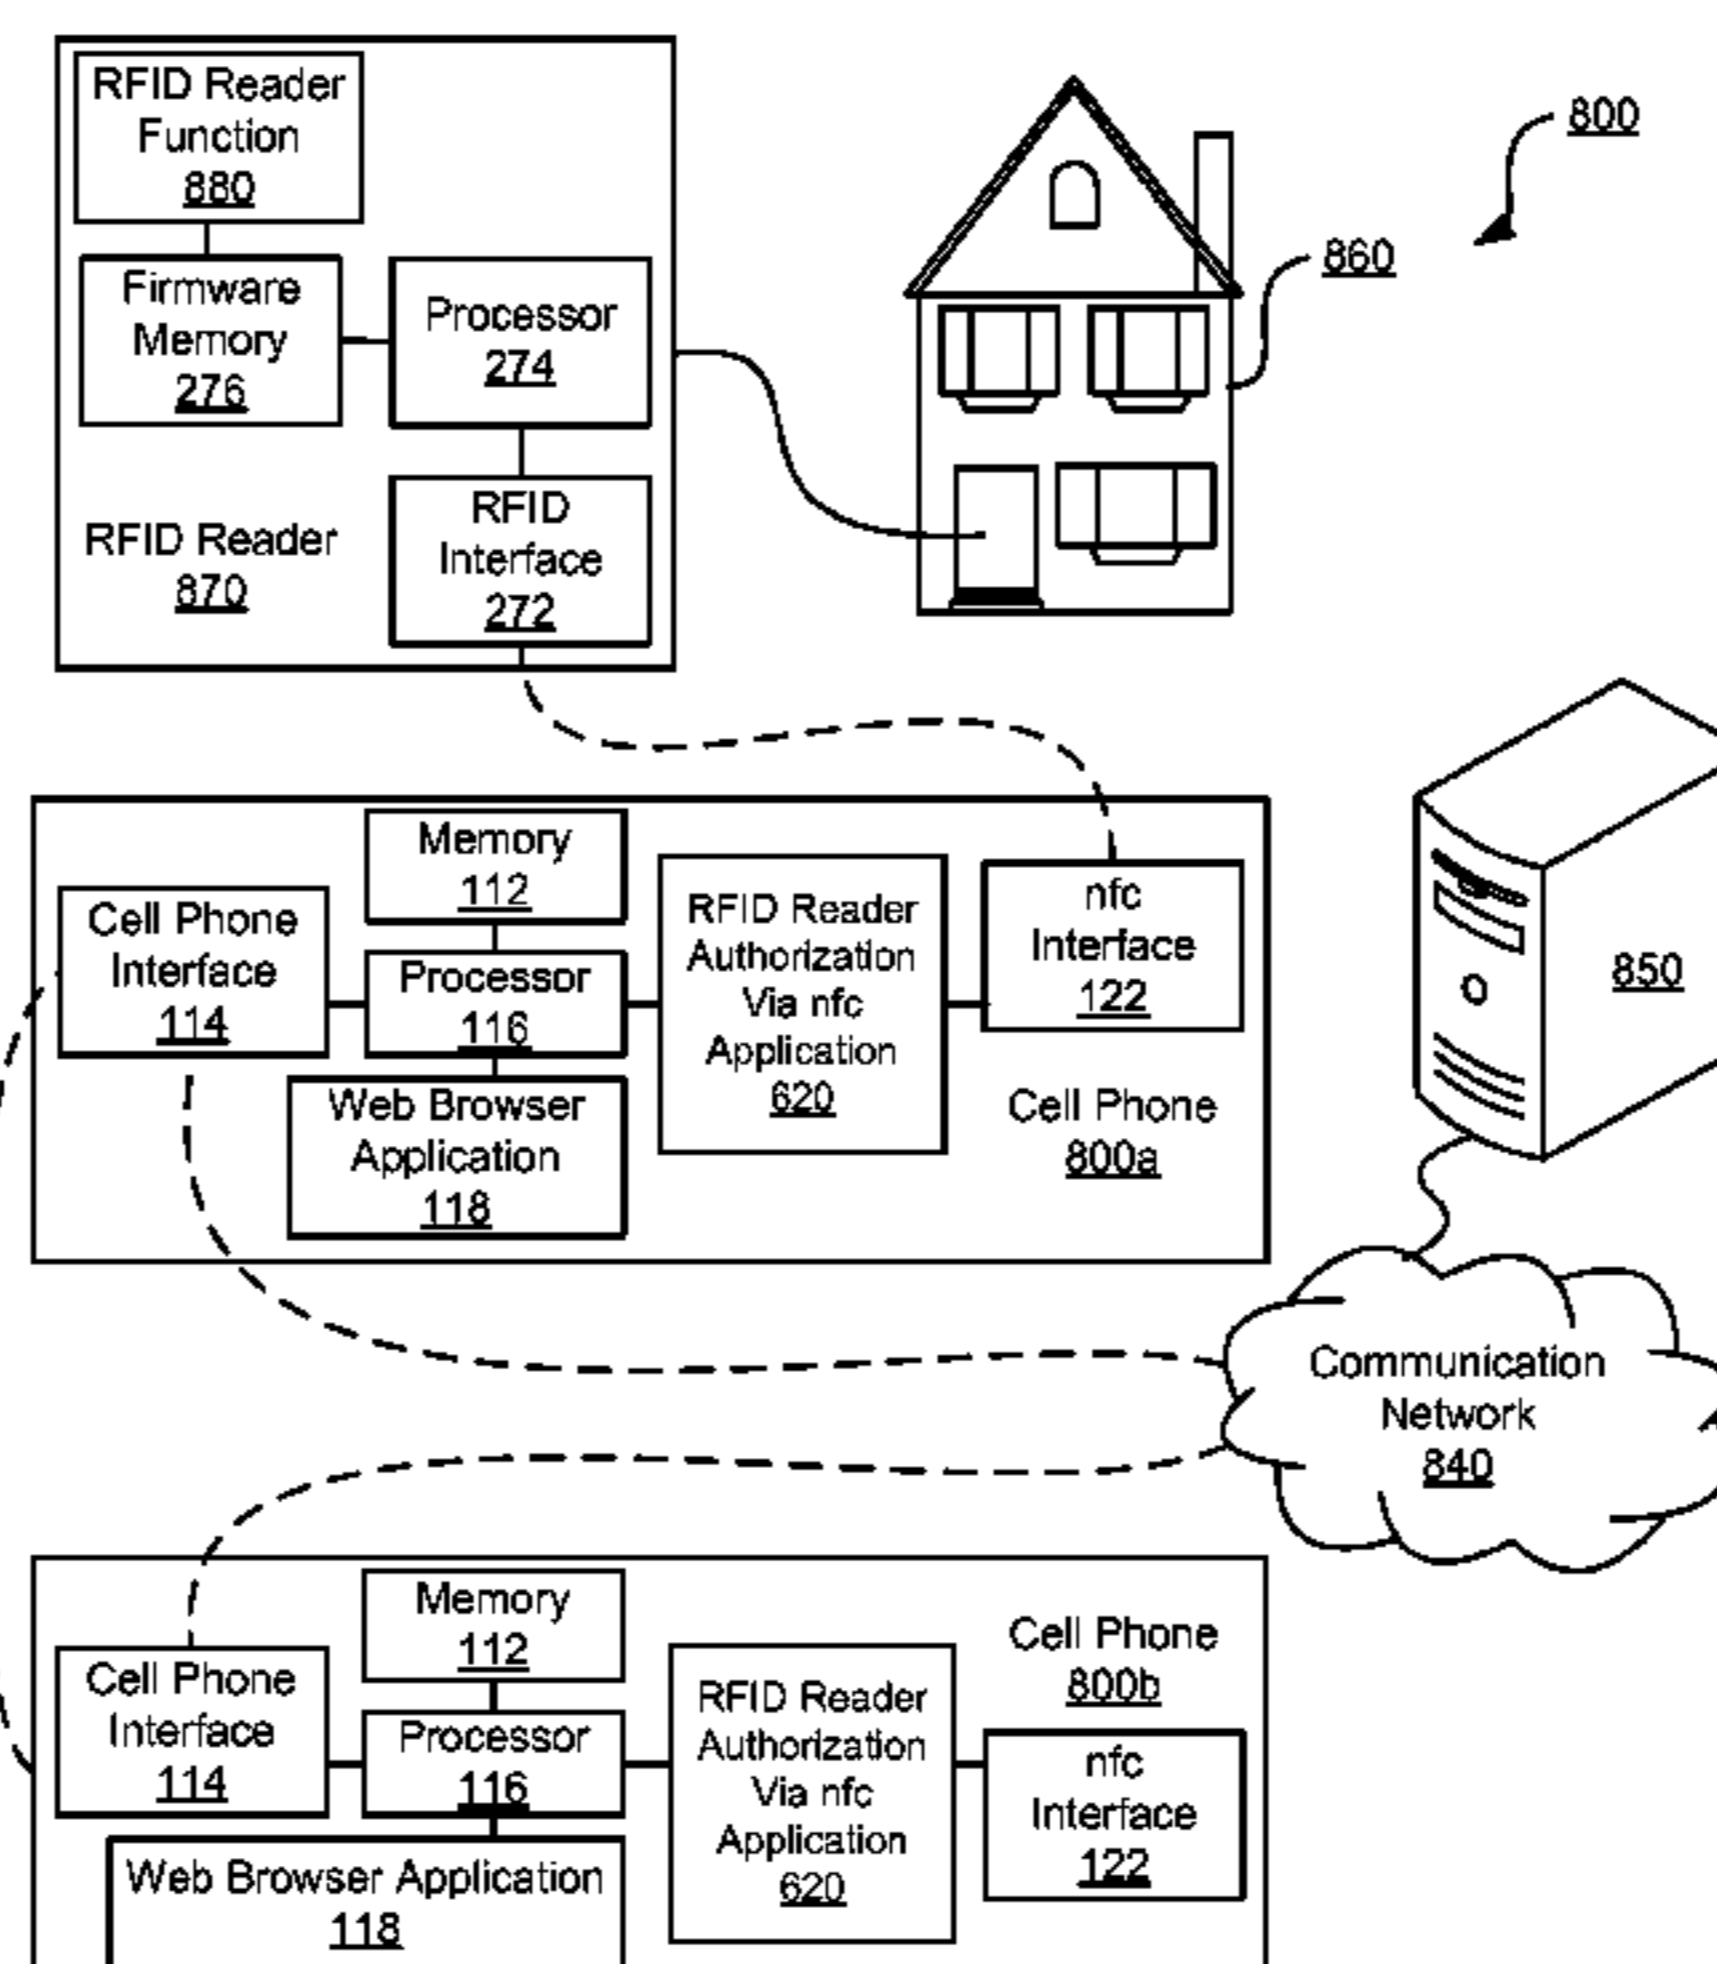 RFID Reader
Function
880
Firmware
Memory
276
Processor
274
RFID Reader
870
RFID
Interface
272
800
860
Memory
112
Cell Phone
Interface
114
Processor
116
Web Browser
Application
118
RFID Reader
Authorization
Via nfc
Application
620
nfc
Interface
122
Cell Phone
800a
850
Communication
Network
840
Memory
112
Cell Phone
Interface
114
Processor
116
Web Browser Application
118
RFID Reader
Authorization
Via nfc
Application
620
Cell Phone
800b
nfc
Interface
122